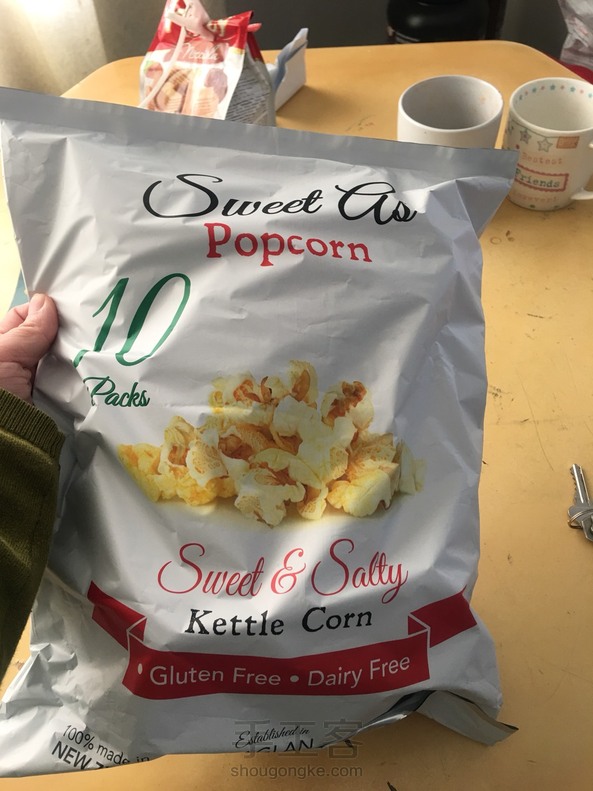 Sweet As
Popcorn
10
Packs
Sweet & Salty
Kettle Corn
• Gluten Free • Dairy Free
100% made in
NEW
Established in
手工客
shougongke.com
Friends